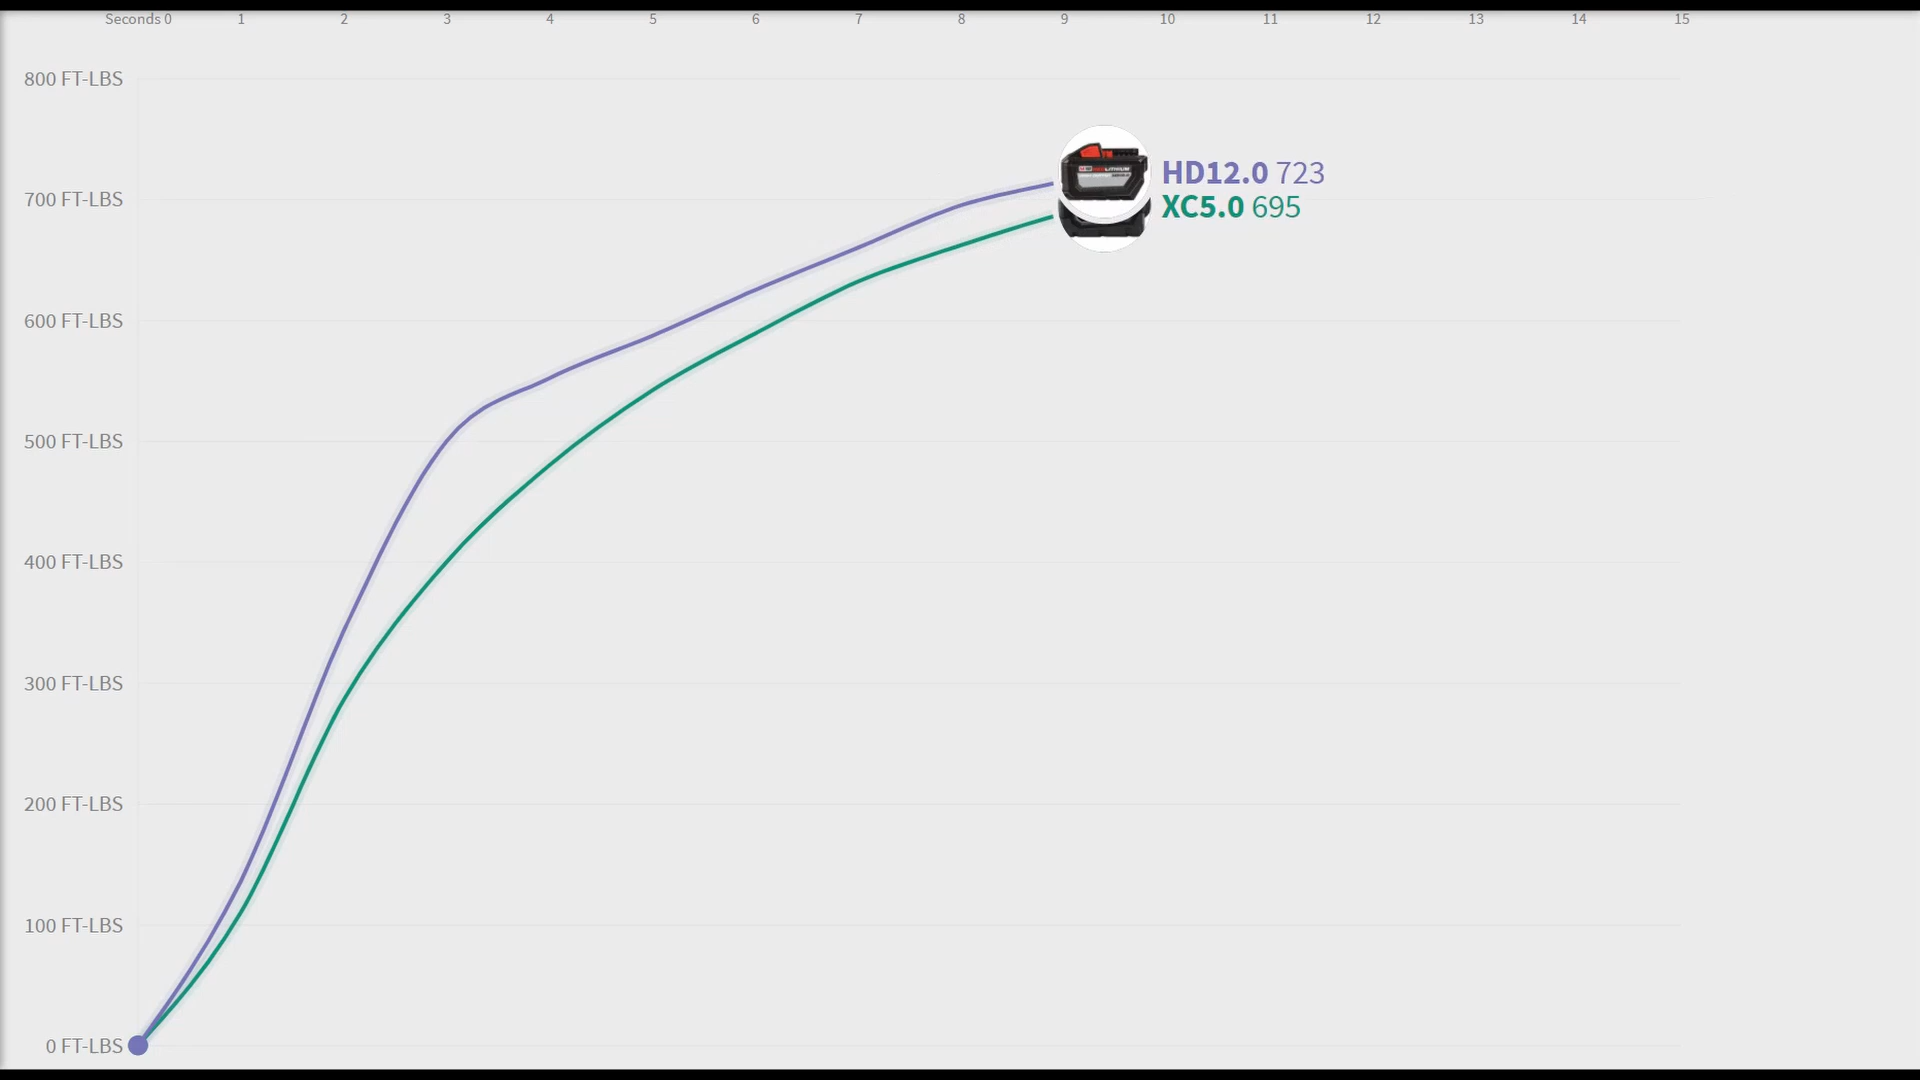 Seconds 0 1 2 3 4 5 6 7 8 9 10 11 12 13 14 15
800 FT-LBS
HD12.0 723
700 FT-LBS
XC5.0 695
600 FT-LBS
500 FT-LBS
400 FT-LBS
300 FT-LBS
200 FT-LBS
100 FT-LBS
0 FT-LBS